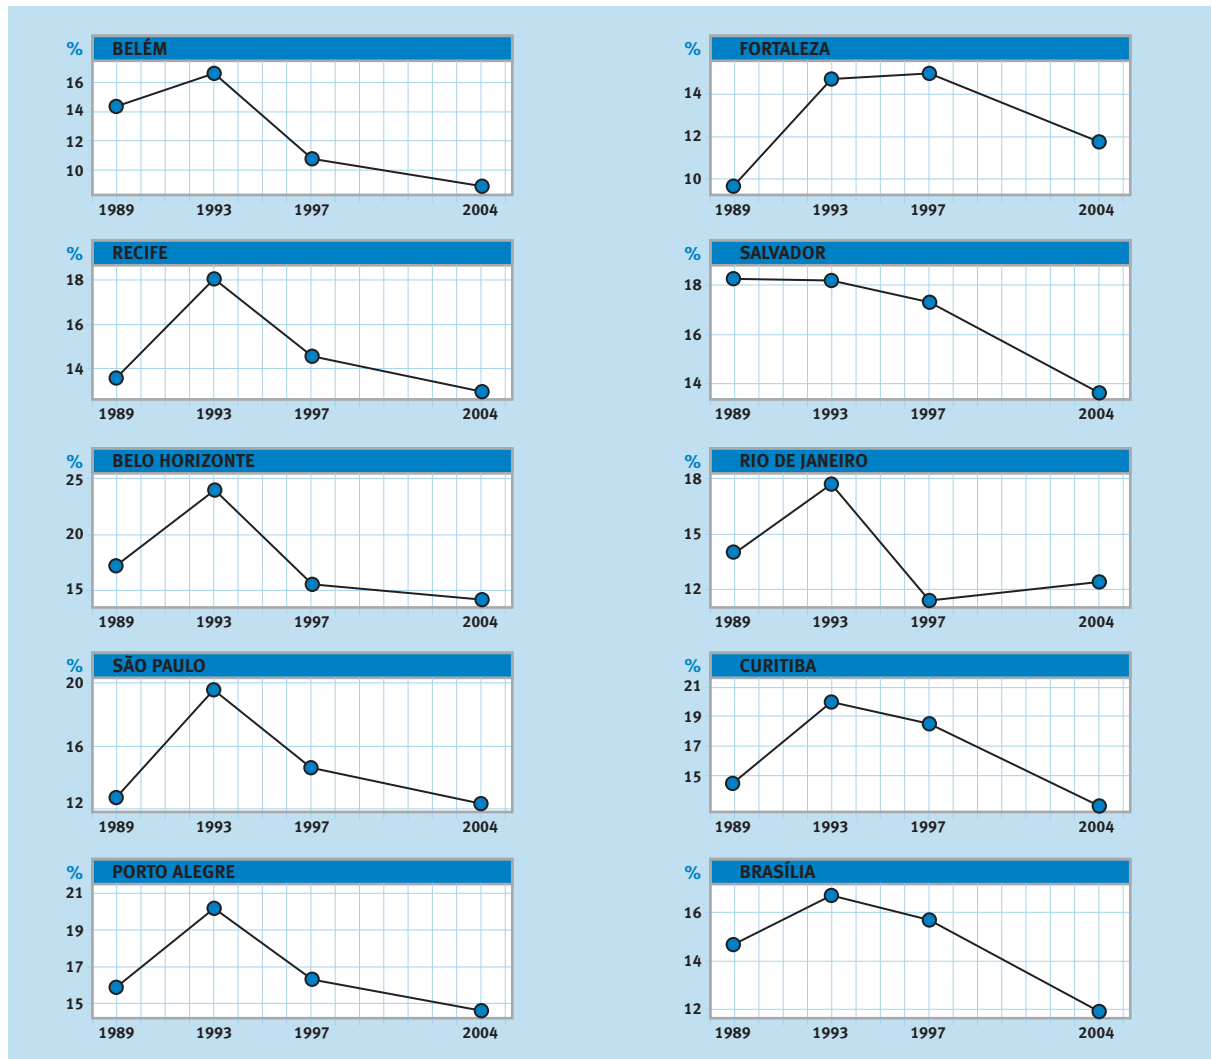 % BELÉM
16
14
12
10
1989 1993 1997 2004
% FORTALEZA
14
12
10
1989 1993 1997 2004
% RECIFE
18
16
14
1989 1993 1997 2004
% SALVADOR
18
16
14
1989 1993 1997 2004
% BELO HORIZONTE
25
20
15
1989 1993 1997 2004
% RIO DE JANEIRO
18
15
12
1989 1993 1997 2004
% SÃO PAULO
20
16
12
1989 1993 1997 2004
% CURITIBA
21
19
17
15
1989 1993 1997 2004
% PORTO ALEGRE
21
19
17
15
1989 1993 1997 2004
% BRASÍLIA
16
14
12
1989 1993 1997 2004